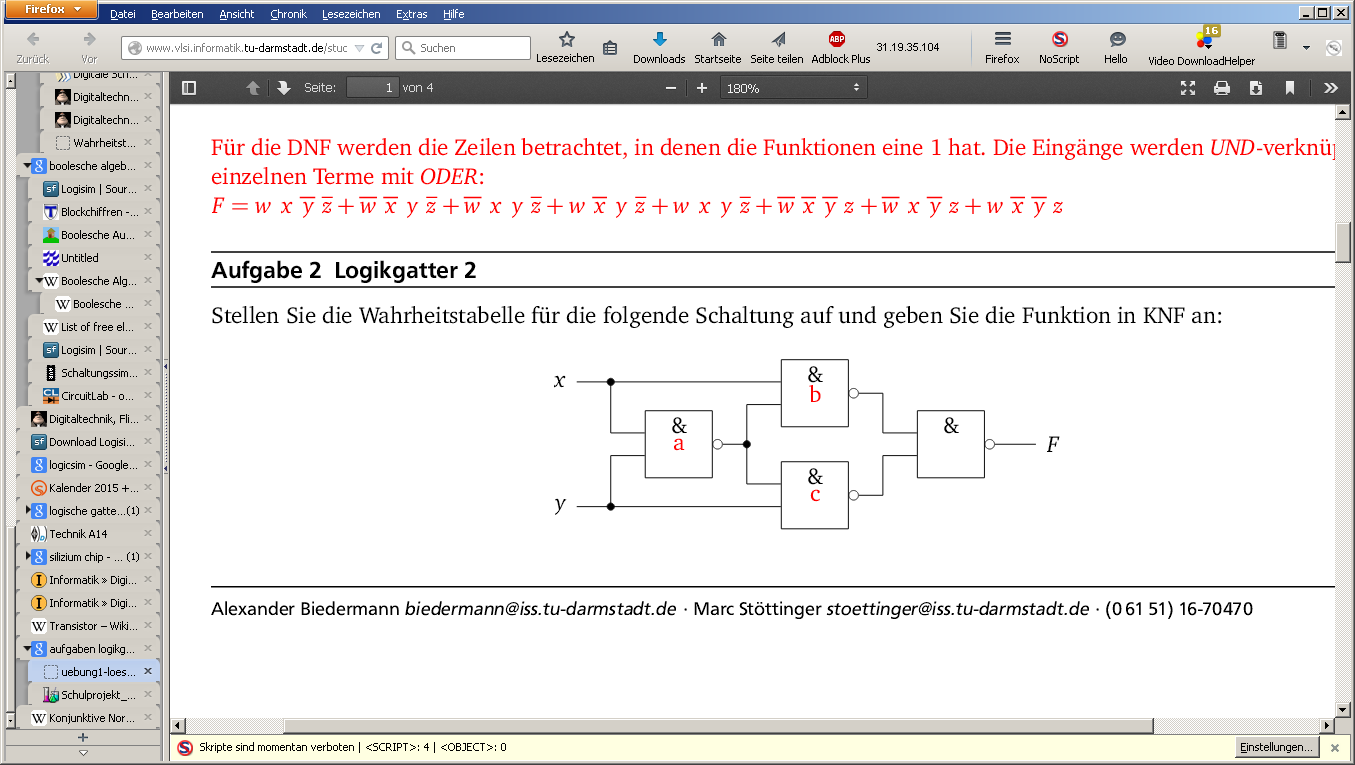 Firefox
Datei Bearbeiten Ansicht Chronik Lesezeichen Extras Hilfe
Zurück Vor
www.vlsi.informatik.tu-darmstadt.de/stuc
Suchen
Lesezeichen Downloads Startseite Seite teilen Adblock Plus 31.19.35.104 Firefox NoScript Hello Video DownloadHelper
ABP
16
Seite: 1 von 4
180%
Digitale Sch...
Digitaltechn...
Digitaltechn...
Wahrheitst...
boolesche algeb...
Logisim | Sour...
Blockchiffren -...
Boolesche Au...
Untitled
Boolesche Alg...
Boolesche ...
List of free el...
Logisim | Sour...
Schaltungssim...
CircuitLab - o...
Digitaltechnik, Fli...
Download Logisi...
logicsim - Google...
Kalender 2015 +...
logische gatte... (1)
Technik A14
silizium chip - ... (1)
Informatik » Digi...
Informatik » Digi...
Transistor – Wiki...
aufgaben logikg...
uebung1-loes...
Schulprojekt_...
Konjunktive Nor...
Für die DNF werden die Zeilen betrachtet, in denen die Funktionen eine 1 hat. Die Eingänge werden UND-verknüp
einzelnen Terme mit ODER:
F = w x y̅ z̅ + w̅ x̅ y z̅ + w̅ x y z̅ + w x̅ y z̅ + w x y z̅ + w̅ x̅ y̅ z + w̅ x y̅ z + w x̅ y̅ z
Aufgabe 2 Logikgatter 2
Stellen Sie die Wahrheitstabelle für die folgende Schaltung auf und geben Sie die Funktion in KNF an:
x
&
b
&
a
&
F
&
c
y
Alexander Biedermann biedermann@iss.tu-darmstadt.de · Marc Stöttinger stoettinger@iss.tu-darmstadt.de · (0 61 51) 16-70470
Skripte sind momentan verboten | <SCRIPT>: 4 | <OBJECT>: 0
Einstellungen...